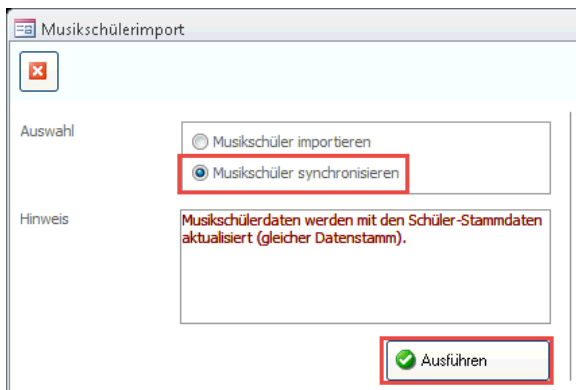 Musikschülerimport
Auswahl
Musikschüler importieren
Musikschüler synchronisieren
Hinweis
Musikschülerdaten werden mit den Schüler-Stammdaten
aktualisiert (gleicher Datenstamm).
Ausführen